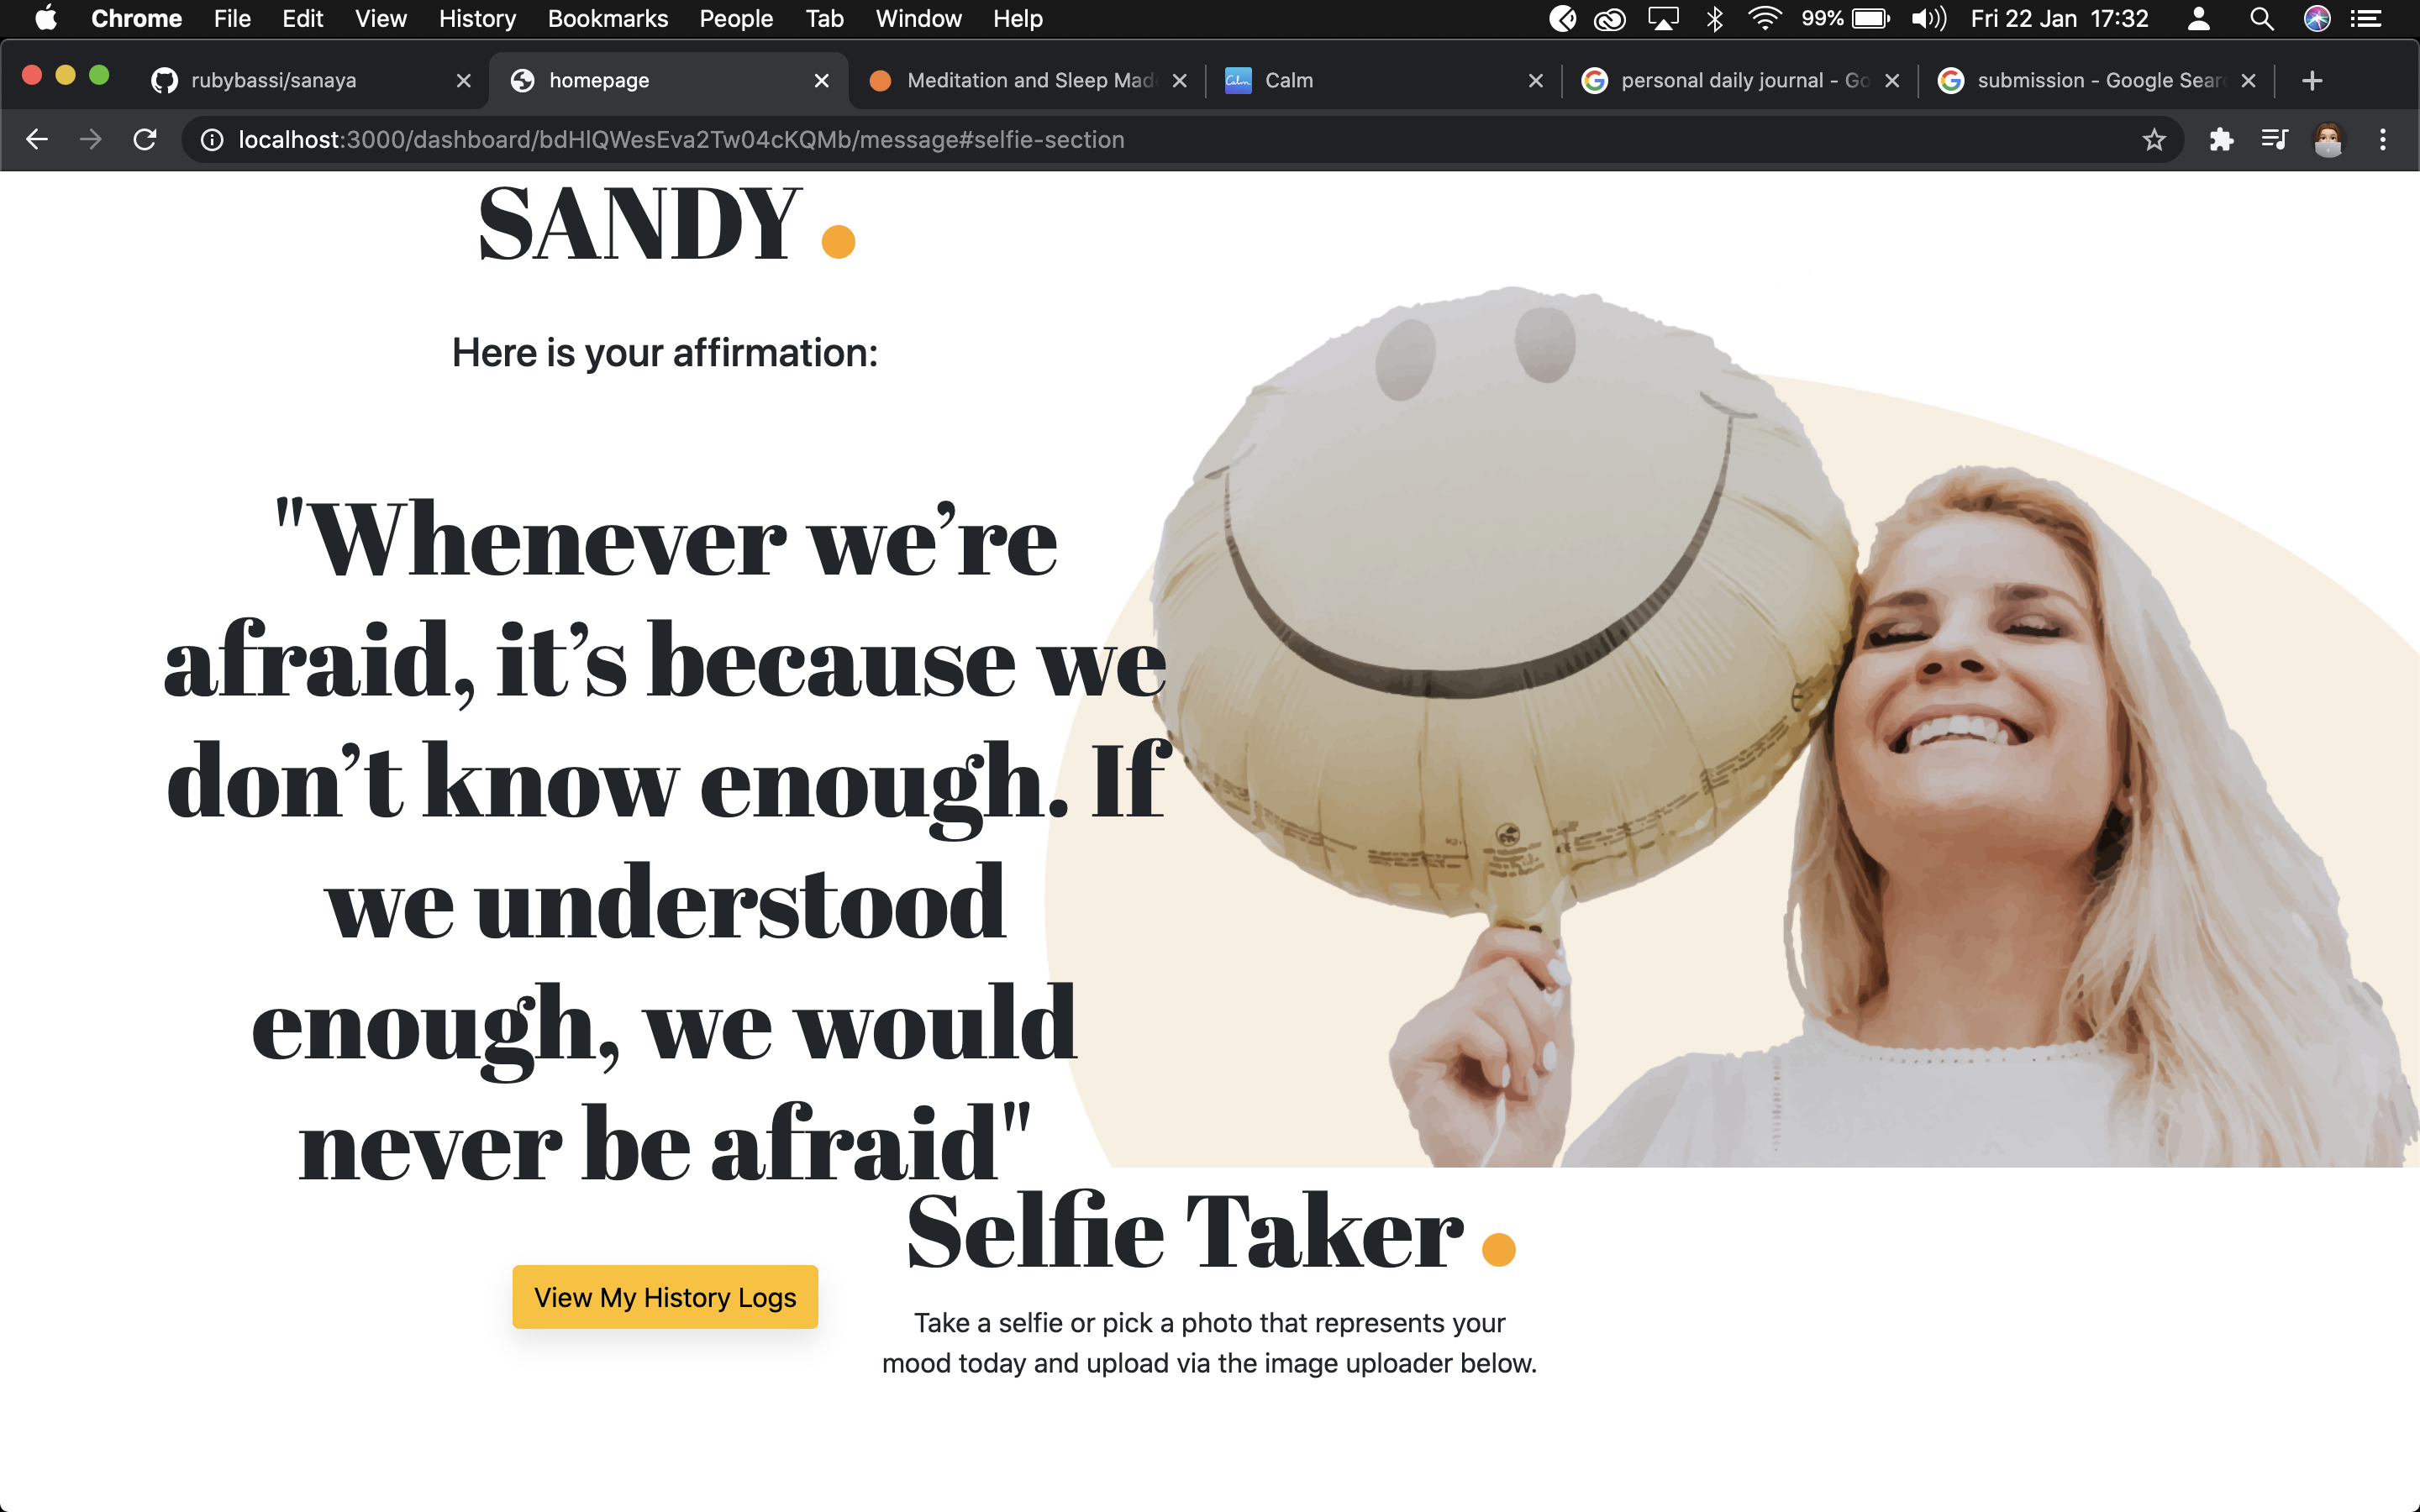 Chrome File Edit View History Bookmarks People Tab Window Help 99% Fri 22 Jan 17:32
rubybassi/sanaya homepage Meditation and Sleep Mad Calm Calm personal daily journal - Go submission - Google Sear
localhost:3000/dashboard/bdHlQWesEva2Tw04cKQMb/message#selfie-section
SANDY
Here is your affirmation:
"Whenever we’re
afraid, it’s because we
don’t know enough. If
we understood
enough, we would
never be afraid"
Selfie Taker
View My History Logs
Take a selfie or pick a photo that represents your
mood today and upload via the image uploader below.